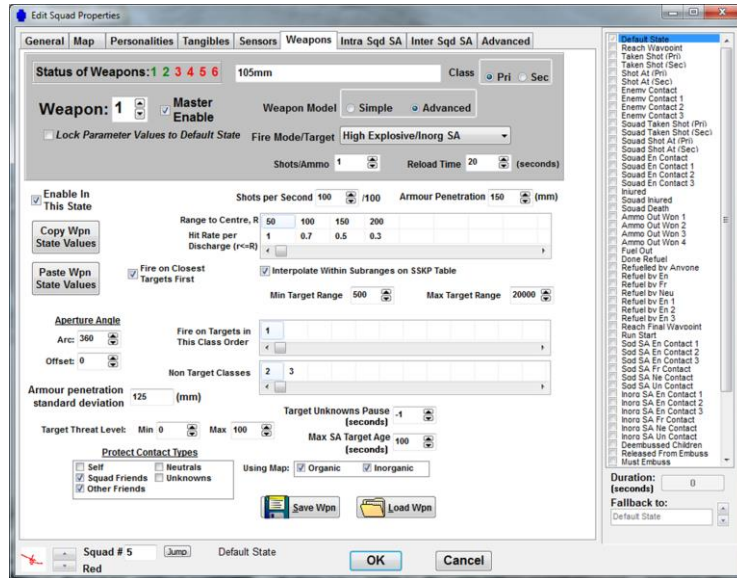 Edit Squad Properties
General Map Personalities Tangibles Sensors Weapons Intra Sqd SA Inter Sqd SA Advanced
Status of Weapons: 1 2 3 4 5 6 105mm Class Pri Sec
Weapon: 1 Master Enable Weapon Model Simple Advanced
Lock Parameter Values to Default State Fire Mode/Target High Explosive/Inorg SA
Shots/Ammo 1 Reload Time 20 (seconds)
Enable In This State Shots per Second 100 /100 Armour Penetration 150 (mm)
Copy Wpn State Values
Range to Centre, R 50 100 150 200
Hit Rate per Discharge (r<=R) 1 0.7 0.5 0.3
Paste Wpn State Values
Fire on Closest Targets First
Interpolate Within Subranges on SSKP Table
Min Target Range 500 Max Target Range 20000
Aperture Angle
Arc: 360
Offset: 0
Fire on Targets in This Class Order 1
Non Target Classes 2 3
Armour penetration standard deviation 125 (mm)
Target Unknowns Pause (seconds) -1
Target Threat Level: Min 0 Max 100
Max SA Target Age (seconds) 100
Protect Contact Types
Self Neutrals
Squad Friends Unknowns
Other Friends
Using Map: Organic Inorganic
Save Wpn Load Wpn
Squad # 5 Jump Default State
Red
OK Cancel
Default State
Reach Waypoint
Taken Shot (Pri)
Taken Shot (Sec)
Shot At (Pri)
Shot At (Sec)
Enemy Contact
Enemy Contact 1
Enemy Contact 2
Enemy Contact 3
Squad Taken Shot (Pri)
Squad Taken Shot (Sec)
Squad Shot At (Pri)
Squad Shot At (Sec)
Squad En Contact
Squad En Contact 1
Squad En Contact 2
Squad En Contact 3
Injured
Squad Injured
Squad Death
Ammo Out Wpn 1
Ammo Out Wpn 2
Ammo Out Wpn 3
Ammo Out Wpn 4
Fuel Out
Done Refuel
Refuelled by Anyone
Refuel by En
Refuel by Fr
Refuel by Neu
Refuel by En 1
Refuel by En 2
Refuel by En 3
Reach Final Waypoint
Run Start
Sqd SA En Contact 1
Sqd SA En Contact 2
Sqd SA En Contact 3
Sqd SA Fr Contact
Sqd SA Ne Contact
Sqd SA Un Contact
Inorg SA En Contact 1
Inorg SA En Contact 2
Inorg SA En Contact 3
Inorg SA Fr Contact
Inorg SA Ne Contact
Inorg SA Un Contact
Deembussed Children
Released From Embuss
Must Embuss
Duration: (seconds) 0
Fallback to:
Default State